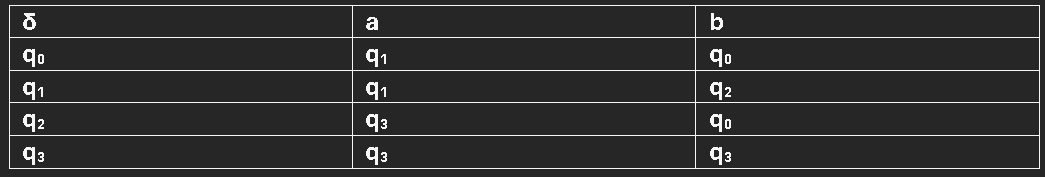 δ a b
q₀ q₁ q₀
q₁ q₁ q₂
q₂ q₃ q₀
q₃ q₃ q₃